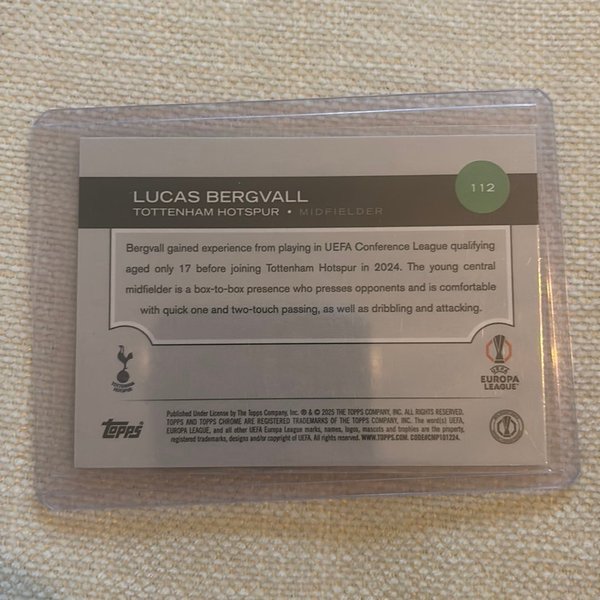 LUCAS BERGVALL
112
TOTTENHAM HOTSPUR • MIDFIELDER
Bergvall gained experience from playing in UEFA Conference League qualifying
aged only 17 before joining Tottenham Hotspur in 2024. The young central
midfielder is a box-to-box presence who presses opponents and is comfortable
with quick one and two-touch passing, as well as dribbling and attacking.
TOTTENHAM
HOTSPUR
UEFA
EUROPA
LEAGUE
Topps
Published Under License by The Topps Company, Inc. ® & © 2025 THE TOPPS COMPANY, INC. ALL RIGHTS RESERVED.
TOPPS AND TOPPS CHROME ARE REGISTERED TRADEMARKS OF THE TOPPS COMPANY, INC. The word(s) UEFA,
EUROPA LEAGUE, and all other UEFA Europa League marks, names, logos, mascots and trophies are the property,
registered trademarks, designs and/or copyright of UEFA. All rights reserved. WWW.TOPPS.COM. CODE#CMP101224.